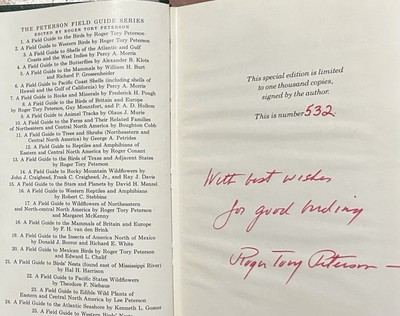 THE PETERSON FIELD GUIDE SERIES
EDITED BY ROGER TORY PETERSON
1. A Field Guide to the Birds by Roger Tory Peterson
2. A Field Guide to Western Birds by Roger Tory Peterson
3. A Field Guide to Shells of the Atlantic and Gulf
Coasts and the West Indies by Percy A. Morris
4. A Field Guide to the Butterflies by Alexander B. Klots
5. A Field Guide to the Mammals by William H. Burt
and Richard P. Grossenheider
6. A Field Guide to Pacific Coast Shells (including shells of
Hawaii and the Gulf of California) by Percy A. Morris
7. A Field Guide to Rocks and Minerals by Frederick H. Pough
8. A Field Guide to the Birds of Britain and Europe
by Roger Tory Peterson, Guy Mountfort, and P. A. D. Hollom
9. A Field Guide to Animal Tracks by Olaus J. Murie
10. A Field Guide to the Ferns and Their Related Families
of Northeastern and Central North America by Boughton Cobb
11. A Field Guide to Trees and Shrubs (Northeastern and
Central North America) by George A. Petrides
12. A Field Guide to Reptiles and Amphibians of
Eastern and Central North America by Roger Conant
13. A Field Guide to the Birds of Texas and Adjacent States
by Roger Tory Peterson
14. A Field Guide to Rocky Mountain Wildflowers by
John J. Craighead, Frank C. Craighead, Jr., and Ray J. Davis
15. A Field Guide to the Stars and Planets by Donald H. Menzel
16. A Field Guide to Western Reptiles and Amphibians
by Robert C. Stebbins
17. A Field Guide to Wildflowers of Northeastern
and North-central North America by Roger Tory Peterson
and Margaret McKenny
18. A Field Guide to the Mammals of Britain and Europe
by F. H. van den Brink
19. A Field Guide to the Insects of America North of Mexico
by Donald J. Borror and Richard E. White
20. A Field Guide to Mexican Birds by Roger Tory Peterson
and Edward L. Chalif
21. A Field Guide to Birds' Nests (found east of Mississippi River)
by Hal H. Harrison
22. A Field Guide to Pacific States Wildflowers
by Theodore F. Niehaus
23. A Field Guide to Edible Wild Plants of
Eastern and Central North America by Lee Peterson
24. A Field Guide to the Atlantic Seashore by Kenneth L. Gosner
25. A Field Guide to Western Birds' Nests
This special edition is limited
to one thousand copies,
signed by the author.
This is number 532
With best wishes
for good birding
Roger Tory Peterson